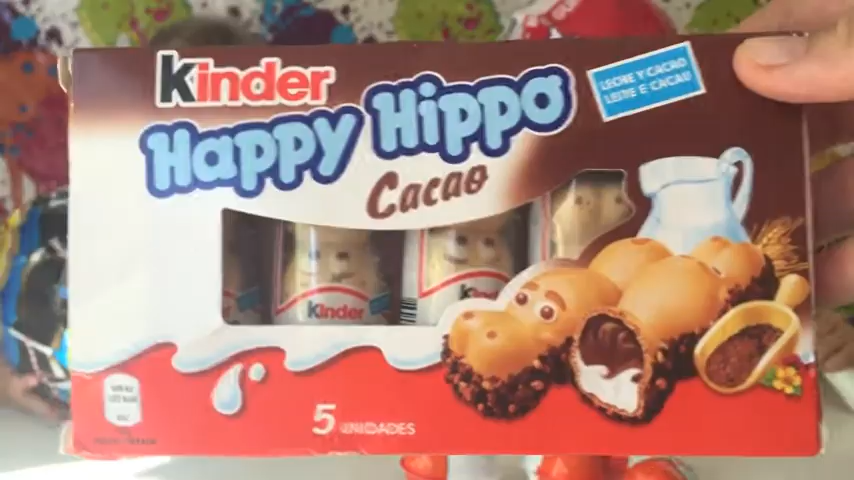 kinder
LECHE Y CACAO
LEITE E CACAU
Happy Hippo
Cacao
kinder
kinder
5 UNIDADES